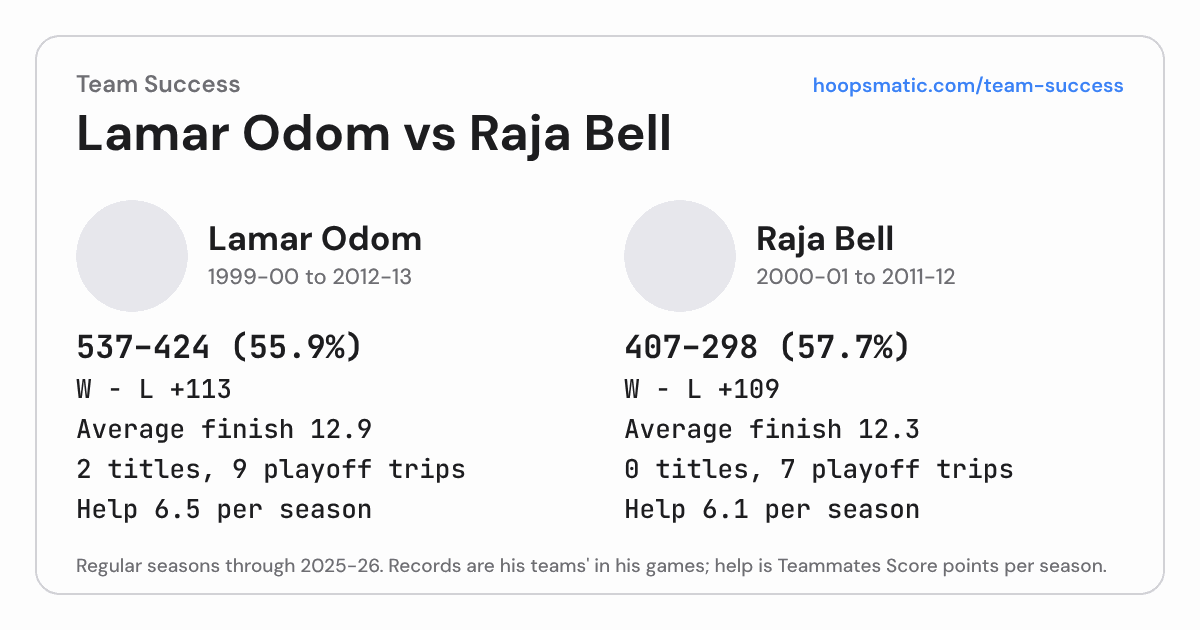 Team Success
hoopsmatic.com/team-success
Lamar Odom vs Raja Bell
Lamar Odom
1999-00 to 2012-13
537-424 (55.9%)
W - L +113
Average finish 12.9
2 titles, 9 playoff trips
Help 6.5 per season
Raja Bell
2000-01 to 2011-12
407-298 (57.7%)
W - L +109
Average finish 12.3
0 titles, 7 playoff trips
Help 6.1 per season
Regular seasons through 2025-26. Records are his teams' in his games; help is Teammates Score points per season.